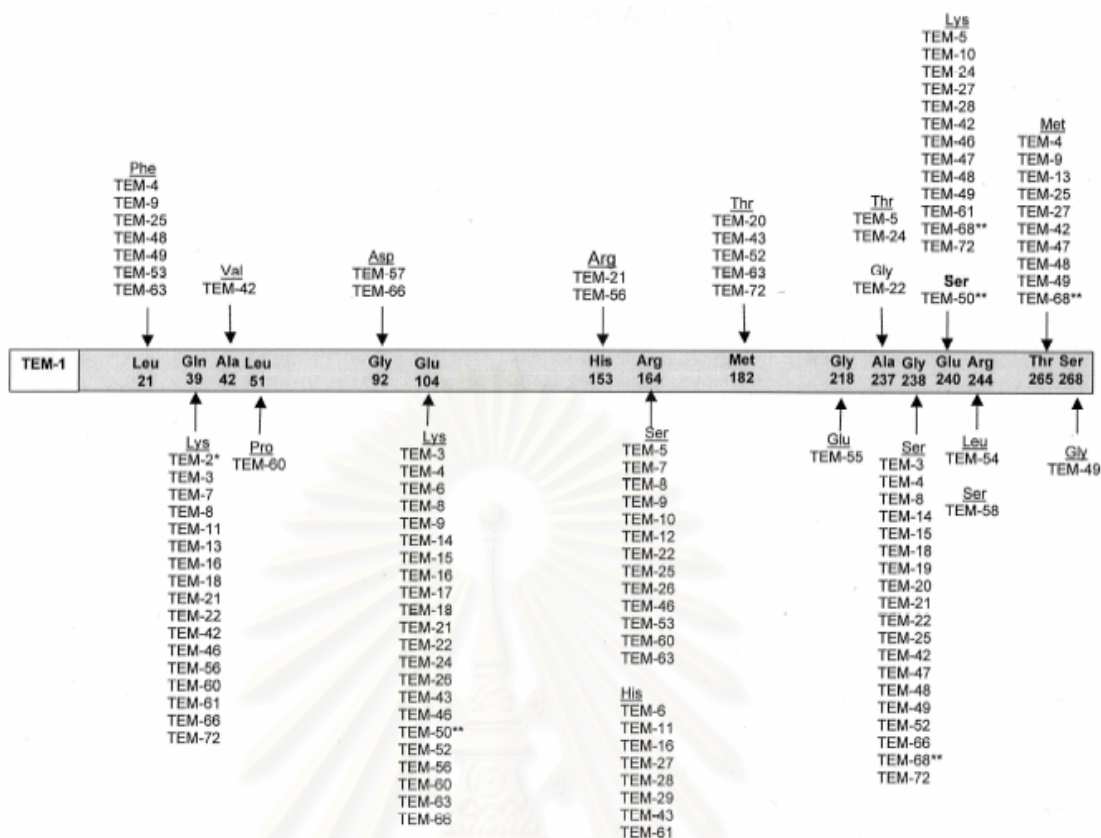 Phe
TEM-4
TEM-9
TEM-25
TEM-48
TEM-49
TEM-53
TEM-63
Val
TEM-42
Asp
TEM-57
TEM-66
Arg
TEM-21
TEM-56
Thr
TEM-20
TEM-43
TEM-52
TEM-63
TEM-72
Thr
TEM-5
TEM-24
Gly
TEM-22
Lys
TEM-5
TEM-10
TEM 24
TEM-27
TEM-28
TEM-42
TEM-46
TEM-47
TEM-48
TEM-49
TEM-61
TEM-68**
TEM-72
Ser
TEM-50**
Met
TEM-4
TEM-9
TEM-13
TEM-25
TEM-27
TEM-42
TEM-47
TEM-48
TEM-49
TEM-68**
TEM-1 Leu Gln Ala Leu Gly Glu His Arg Met Gly Ala Gly Glu Arg Thr Ser
21 39 42 51 92 104 153 164 182 218 237 238 240 244 265 268
Lys
TEM-2*
TEM-3
TEM-7
TEM-8
TEM-11
TEM-13
TEM-16
TEM-18
TEM-21
TEM-22
TEM-42
TEM-46
TEM-56
TEM-60
TEM-61
TEM-66
TEM-72
Pro
TEM-60
Lys
TEM-3
TEM-4
TEM-6
TEM-8
TEM-9
TEM-14
TEM-15
TEM-16
TEM-17
TEM-18
TEM-21
TEM-22
TEM-24
TEM-26
TEM-43
TEM-46
TEM-50**
TEM-52
TEM-56
TEM-60
TEM-63
TEM-66
Ser
TEM-5
TEM-7
TEM-8
TEM-9
TEM-10
TEM-12
TEM-22
TEM-25
TEM-26
TEM-46
TEM-53
TEM-60
TEM-63
His
TEM-6
TEM-11
TEM-16
TEM-27
TEM-28
TEM-29
TEM-43
TEM-61
Glu
TEM-55
Ser
TEM-3
TEM-4
TEM-8
TEM-14
TEM-15
TEM-18
TEM-19
TEM-20
TEM-21
TEM-22
TEM-25
TEM-42
TEM-47
TEM-48
TEM-49
TEM-52
TEM-66
TEM-68**
TEM-72
Leu
TEM-54
Ser
TEM-58
Gly
TEM-49